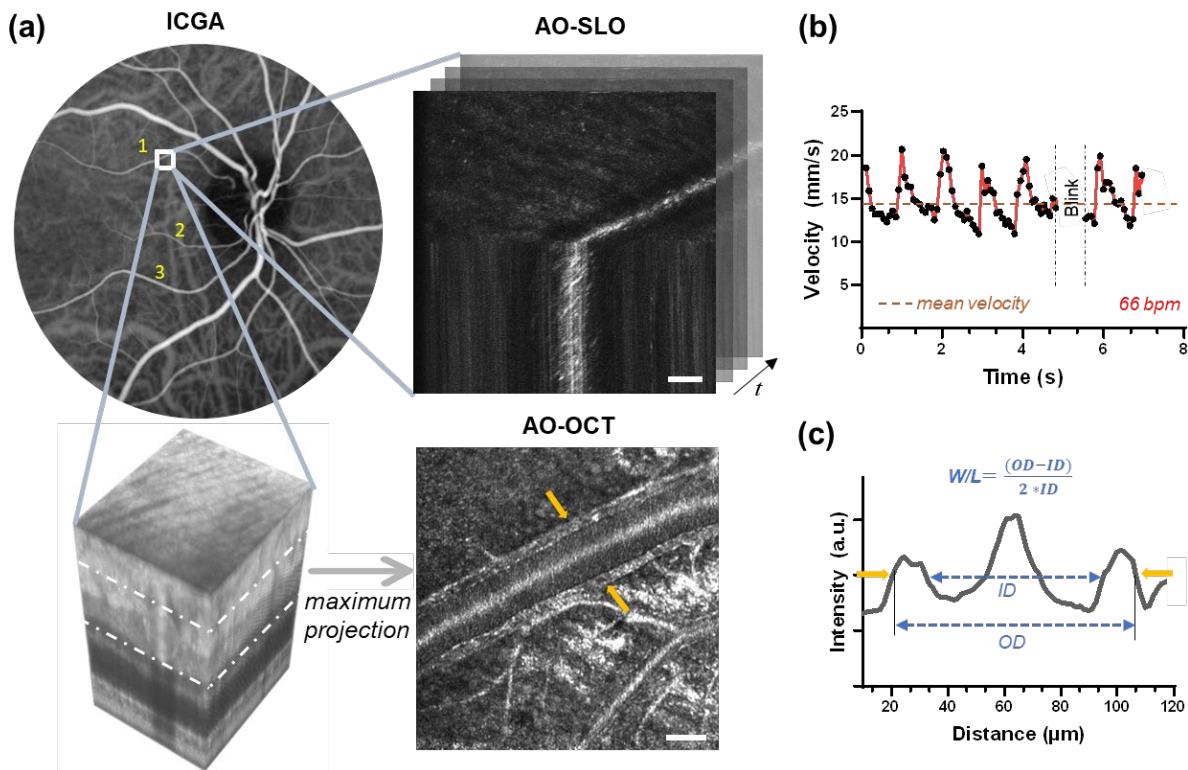 (a)
ICGA
AO-SLO
1
2
3
t
AO-OCT
maximum
projection
(b)
Velocity (mm/s)
25
20
15
10
5
0
2
4
6
8
Time (s)
Blink
mean velocity
66 bpm
(c)
W/L= (OD−ID)
2 *ID
Intensity (a.u.)
ID
OD
20
40
60
80
100
120
Distance (µm)